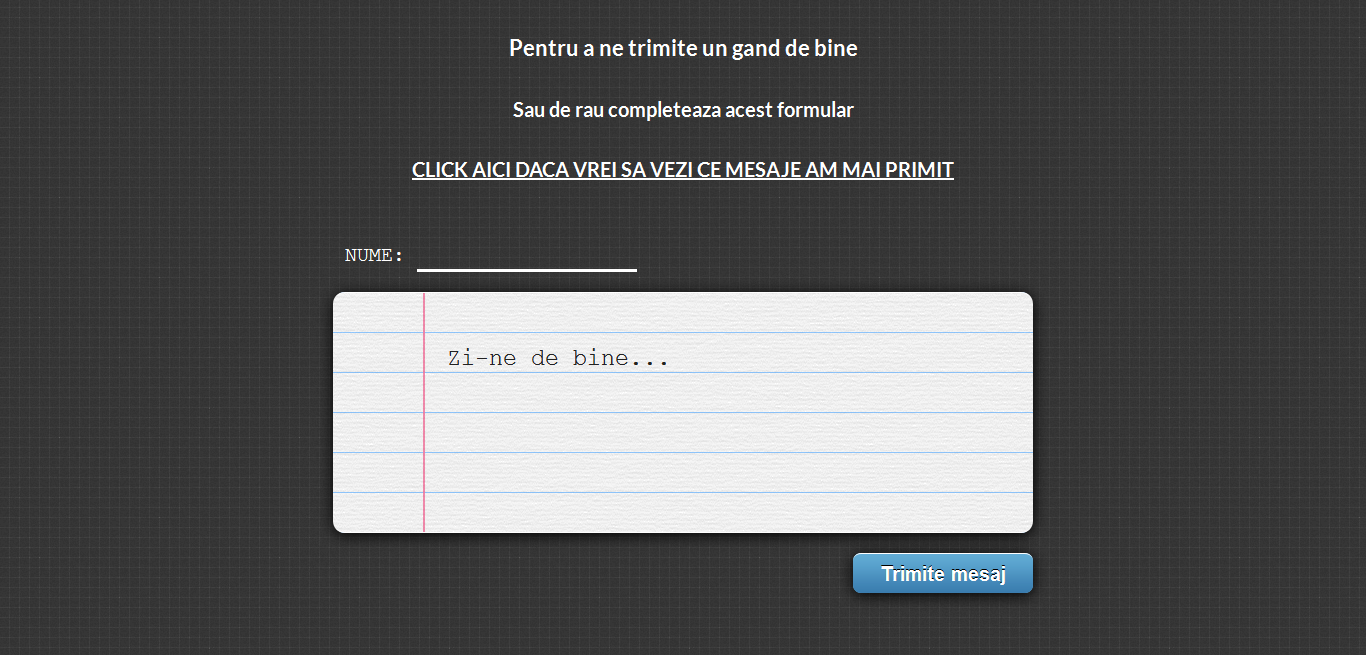 Pentru a ne trimite un gand de bine
Sau de rau completeaza acest formular
CLICK AICI DACA VREI SA VEZI CE MESAJE AM MAI PRIMIT
NUME:
Zi-ne de bine...
Trimite mesaj